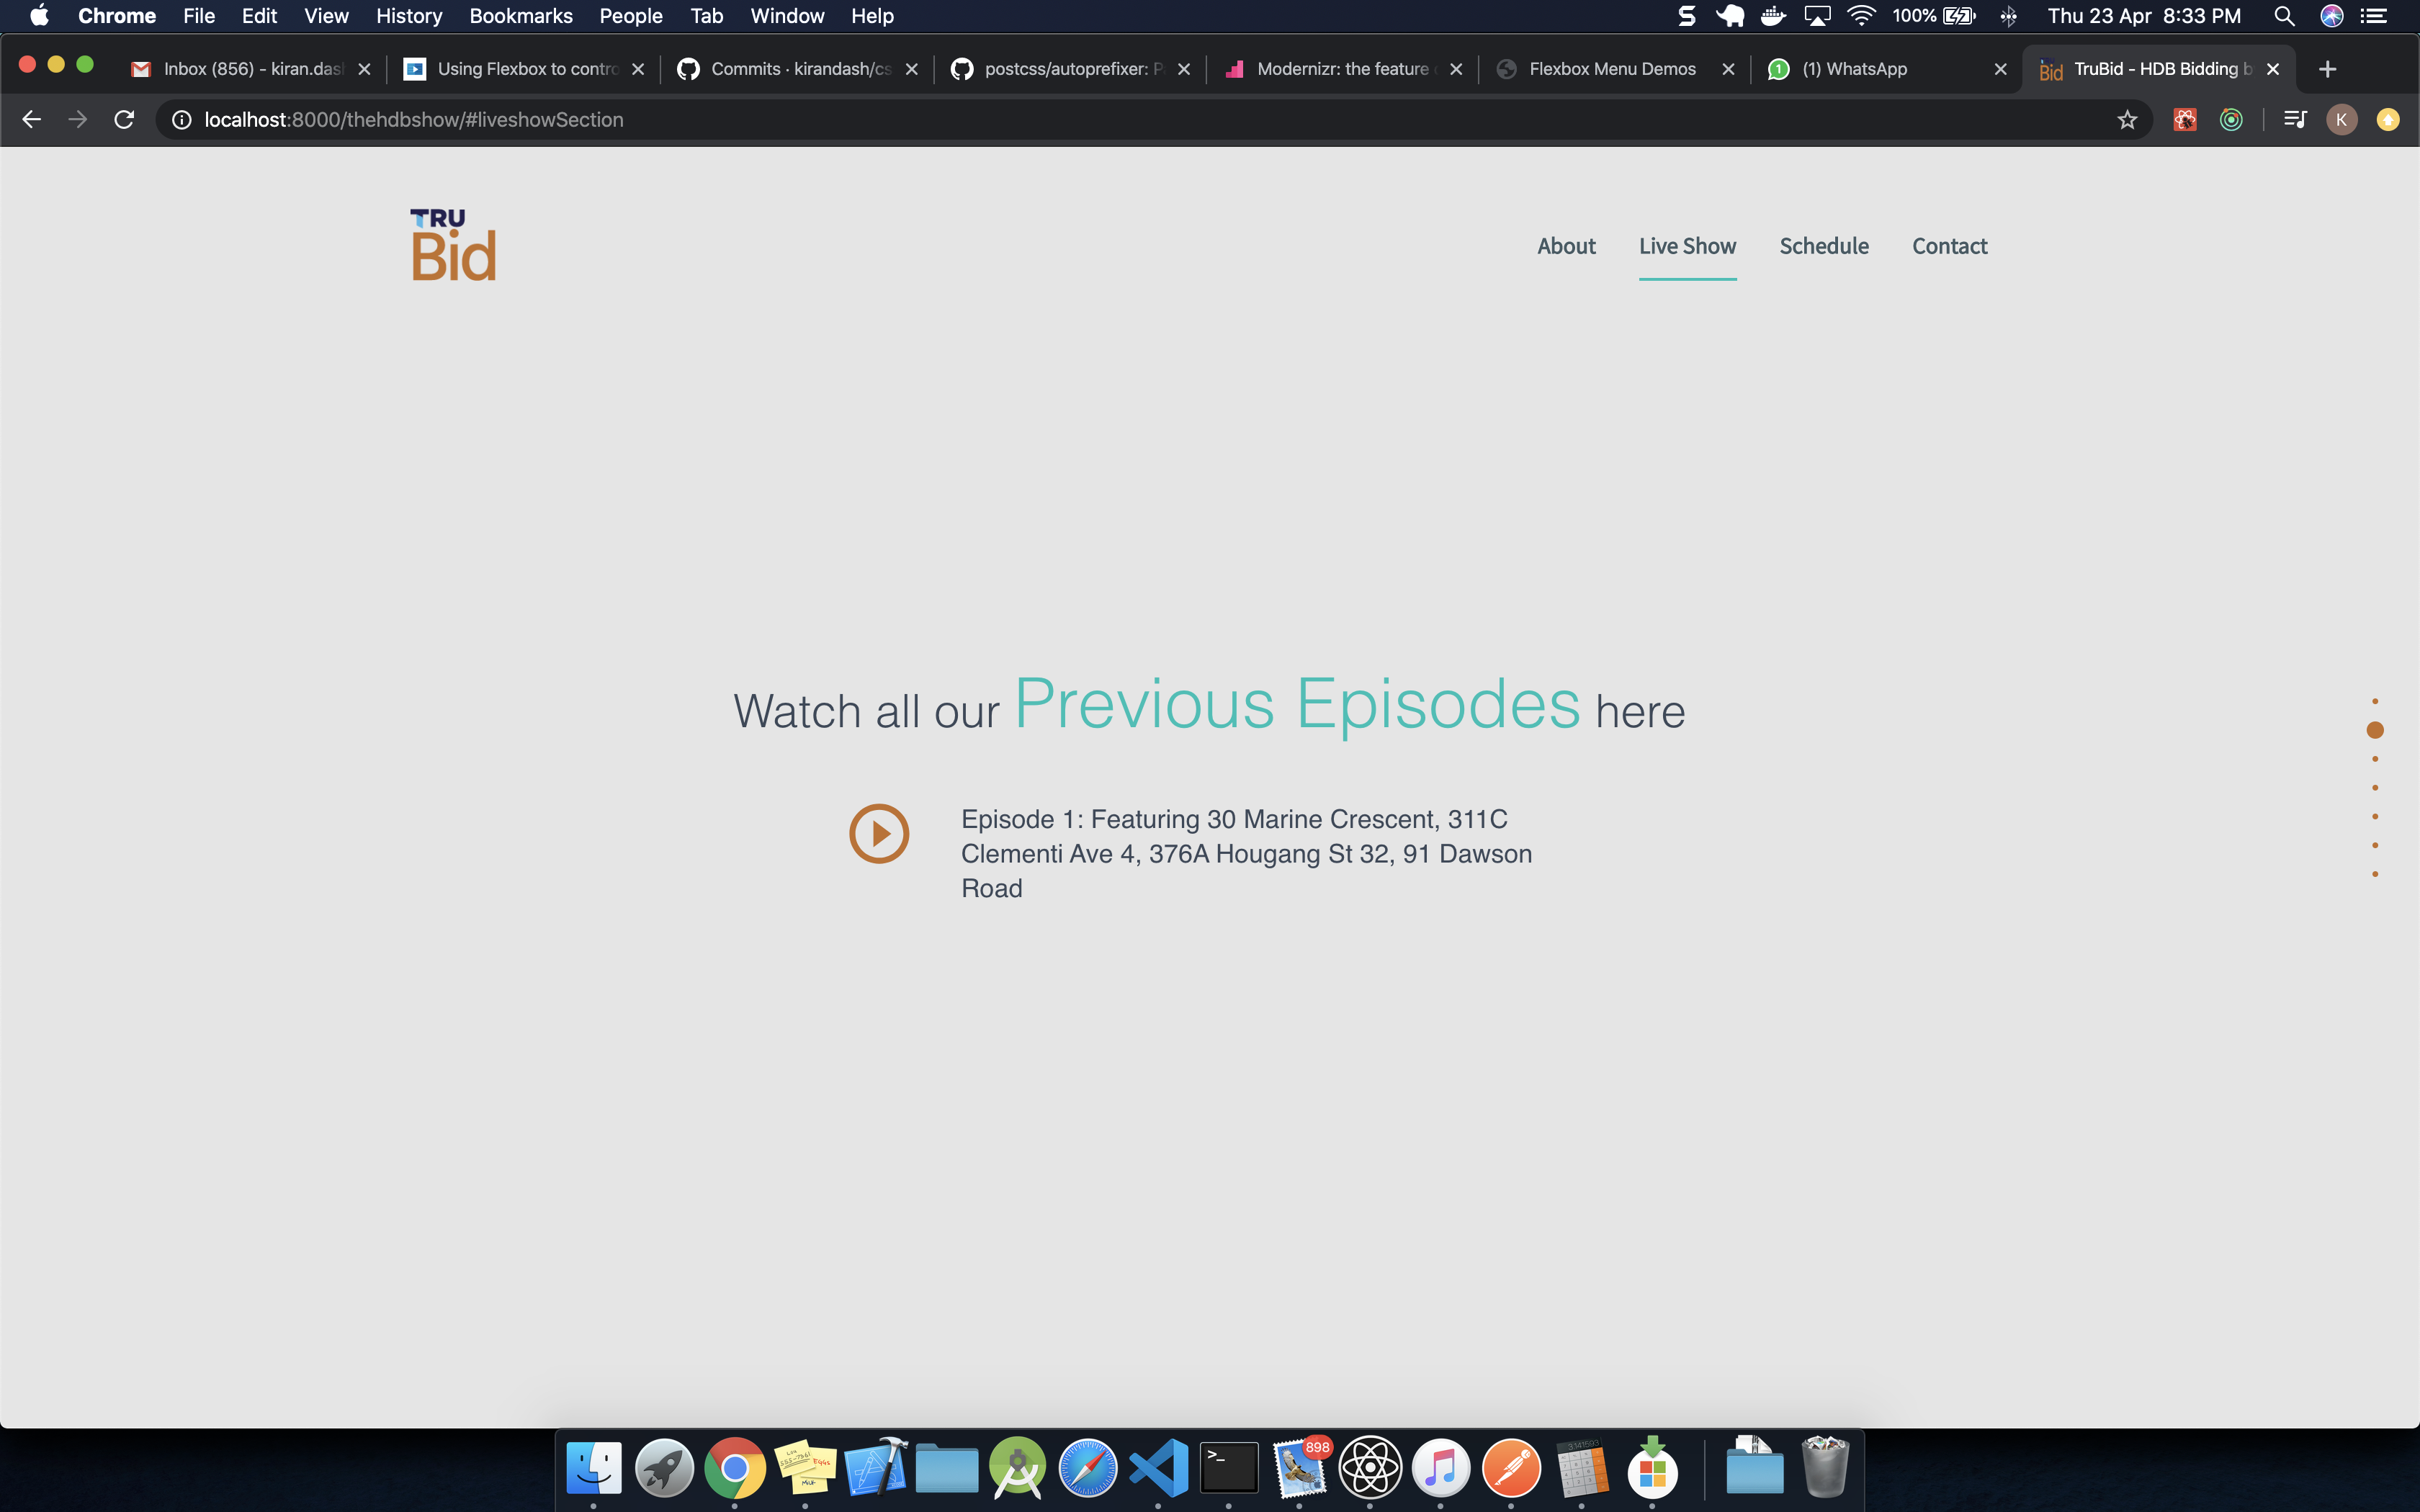 Chrome File Edit View History Bookmarks People Tab Window Help
100% Thu 23 Apr 8:33 PM
Inbox (856) - kiran.das
Using Flexbox to contro
Commits · kirandash/cs
postcss/autoprefixer: P
Modernizr: the feature
Flexbox Menu Demos
1 (1) WhatsApp
Bid TruBid - HDB Bidding b
localhost:8000/thehdbshow/#liveshowSection
K
TRU
Bid
About Live Show Schedule Contact
Watch all our Previous Episodes here
Episode 1: Featuring 30 Marine Crescent, 311C
Clementi Ave 4, 376A Hougang St 32, 91 Dawson
Road
>_
898